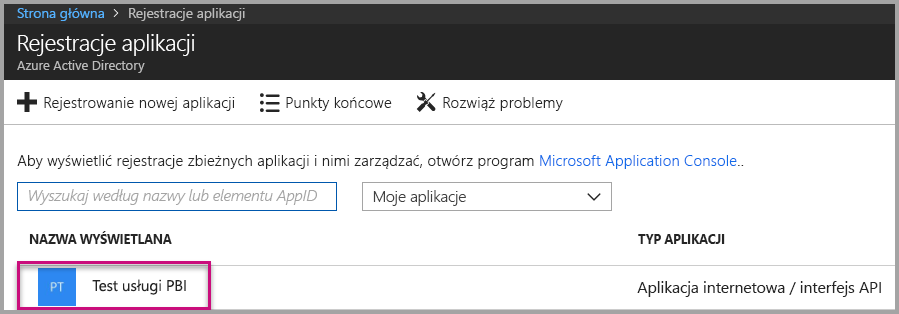 Strona główna > Rejestracje aplikacji
Rejestracje aplikacji
Azure Active Directory
Rejestrowanie nowej aplikacji Punkty końcowe Rozwiąż problemy
Aby wyświetlić rejestracje zbieżnych aplikacji i nimi zarządzać, otwórz program Microsoft Application Console..
Wyszukaj według nazwy lub elementu AppID Moje aplikacje
NAZWA WYŚWIETLANA TYP APLIKACJI
PT Test usługi PBI Aplikacja internetowa / interfejs API